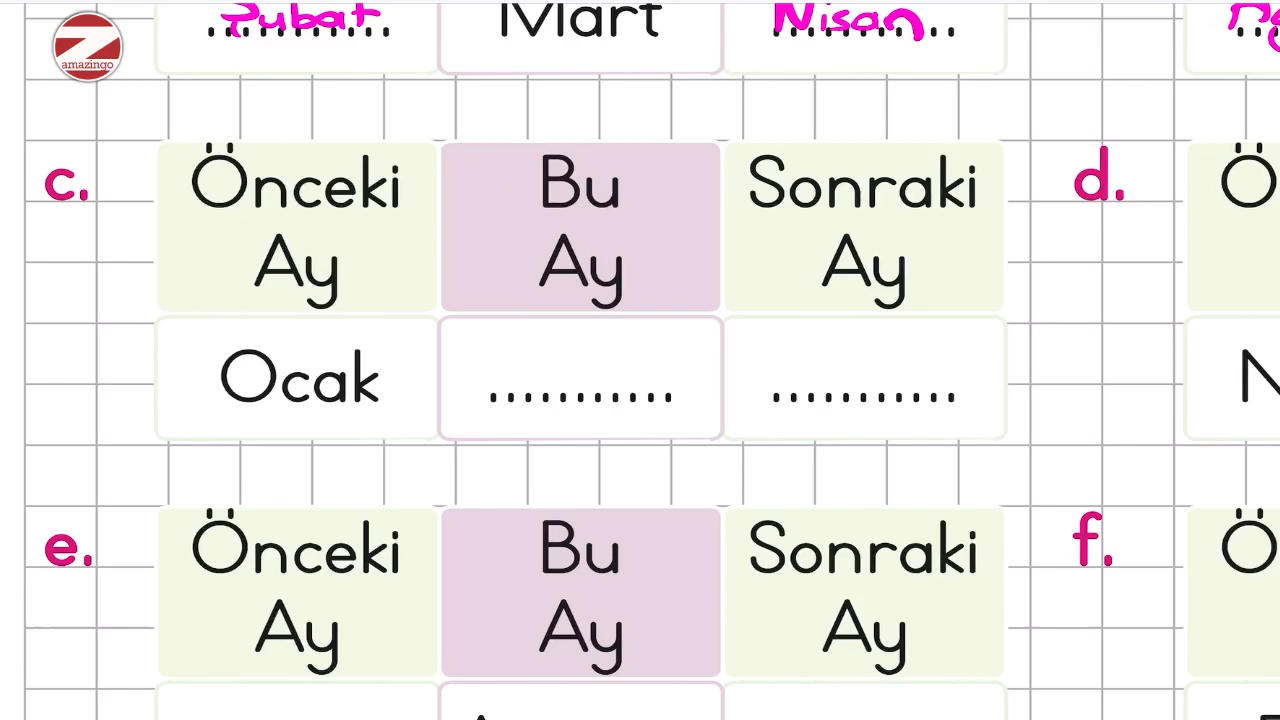 Şubat Mart Nisan
amazingo
c. Önceki Ay Bu Ay Sonraki Ay d.
Ocak ........... ...........
e. Önceki Ay Bu Ay Sonraki Ay f.